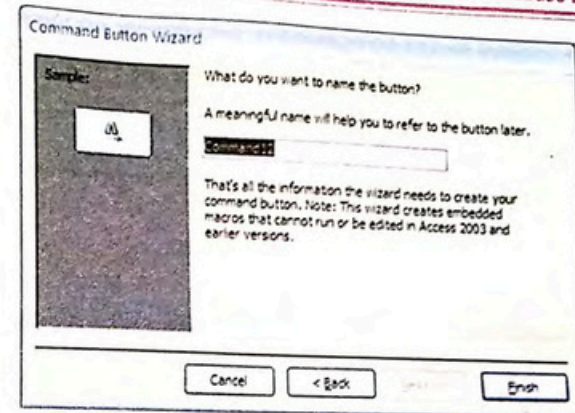 Command Button Wizard
Sample:
What do you want to name the button?
A meaningful name will help you to refer to the button later.
That's all the information the wizard needs to create your
command button. Note: This wizard creates embedded
macros that cannot run or be edited in Access 2003 and
earlier versions.
Cancel
< Back
Finish